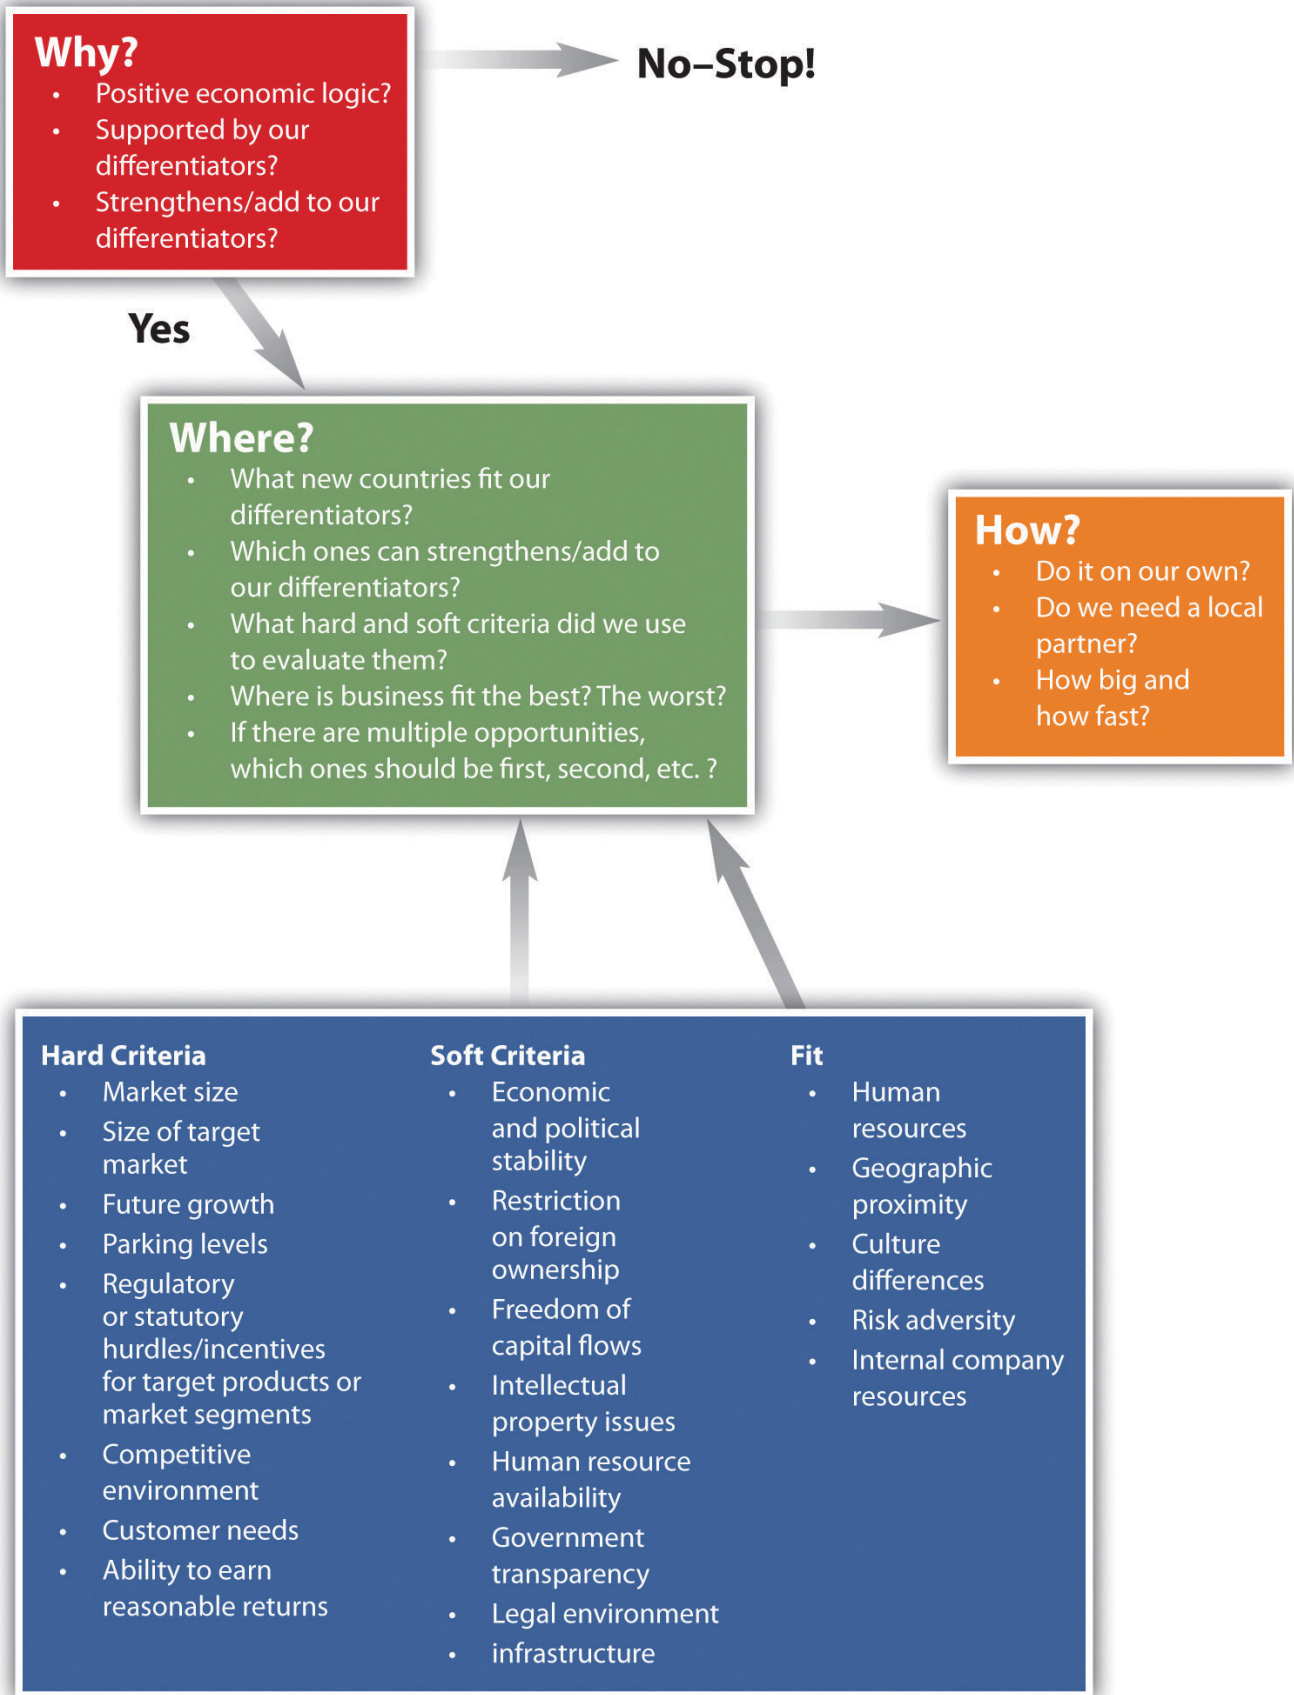 Why?
• Positive economic logic?
• Supported by our
differentiators?
• Strengthens/add to our
differentiators?
No–Stop!
Yes
Where?
• What new countries fit our
differentiators?
• Which ones can strengthens/add to
our differentiators?
• What hard and soft criteria did we use
to evaluate them?
• Where is business fit the best? The worst?
• If there are multiple opportunities,
which ones should be first, second, etc. ?
How?
• Do it on our own?
• Do we need a local
partner?
• How big and
how fast?
Hard Criteria
• Market size
• Size of target
market
• Future growth
• Parking levels
• Regulatory
or statutory
hurdles/incentives
for target products or
market segments
• Competitive
environment
• Customer needs
• Ability to earn
reasonable returns
Soft Criteria
• Economic
and political
stability
• Restriction
on foreign
ownership
• Freedom of
capital flows
• Intellectual
property issues
• Human resource
availability
• Government
transparency
• Legal environment
• infrastructure
Fit
• Human
resources
• Geographic
proximity
• Culture
differences
• Risk adversity
• Internal company
resources